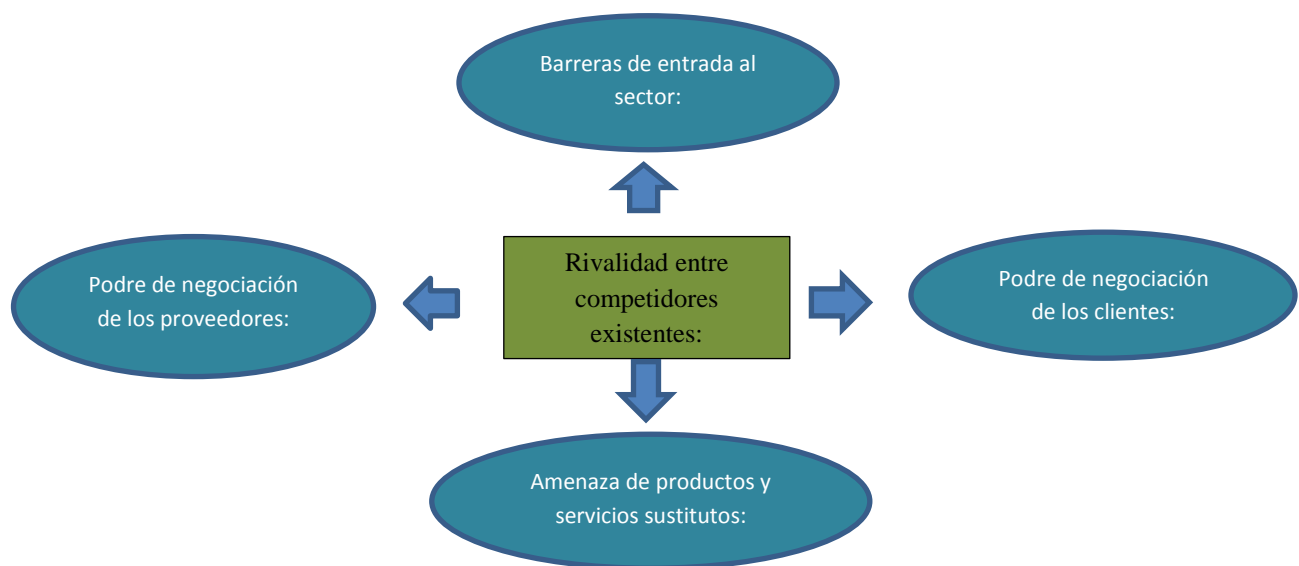 Barreras de entrada al
sector:
Podre de negociación
de los proveedores:
Rivalidad entre
competidores
existentes:
Podre de negociación
de los clientes:
Amenaza de productos y
servicios sustitutos: